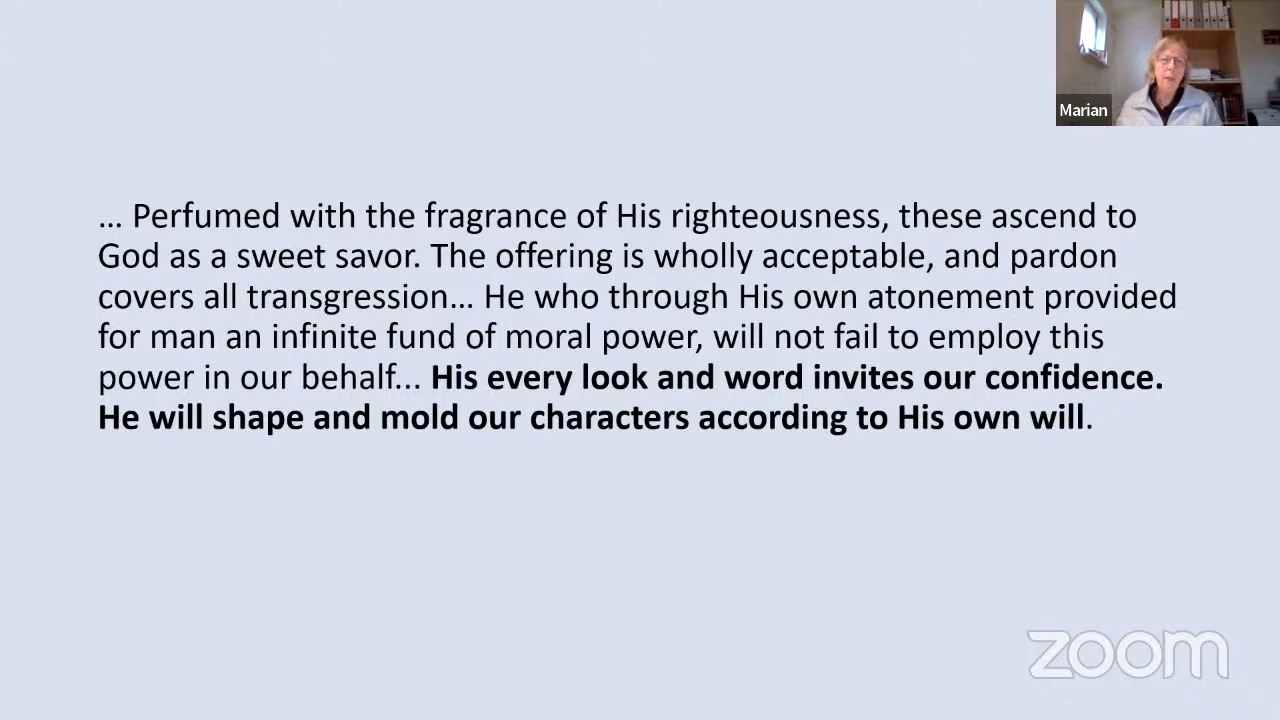 Marian
… Perfumed with the fragrance of His righteousness, these ascend to
God as a sweet savor. The offering is wholly acceptable, and pardon
covers all transgression… He who through His own atonement provided
for man an infinite fund of moral power, will not fail to employ this
power in our behalf... His every look and word invites our confidence.
He will shape and mold our characters according to His own will.
zoom